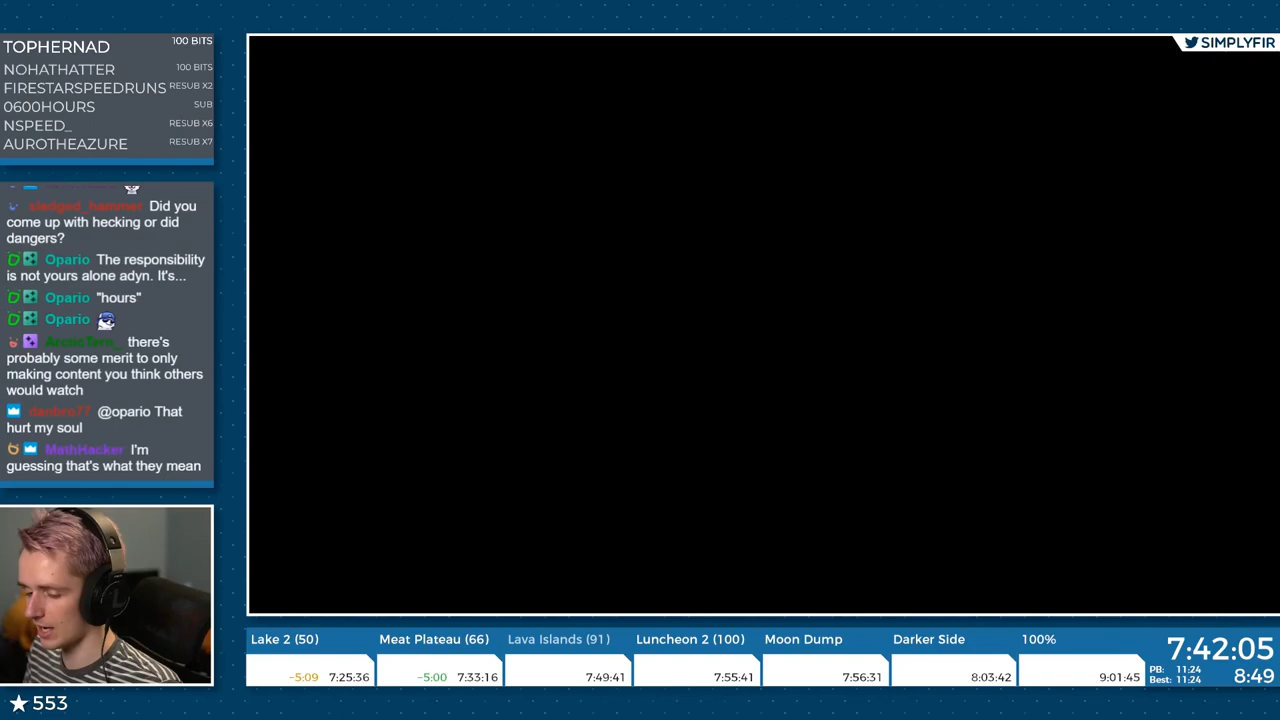 TOPHERNAD 100 BITS
NOHATHATTER 100 BITS
FIRESTARSPEEDRUNS RESUB X2
0600HOURS SUB
NSPEED_ RESUB X6
AUROTHEAZURE RESUB X7
SIMPLYFIR
sledged_hammer Did you
come up with hecking or did
dangers?
Opario The responsibility
is not yours alone adyn. It's...
Opario "hours"
Opario
ArcticTern_ there's
probably some merit to only
making content you think others
would watch
danbro77 @opario That
hurt my soul
MathHacker I'm
guessing that's what they mean
Lake 2 (50) Meat Plateau (66) Lava Islands (91) Luncheon 2 (100) Moon Dump Darker Side 100%
-5:09 7:25:36 -5:00 7:33:16 7:49:41 7:55:41 7:56:31 8:03:42 9:01:45
7:42:05
PB: 11:24
Best: 11:24
8:49
★ 553